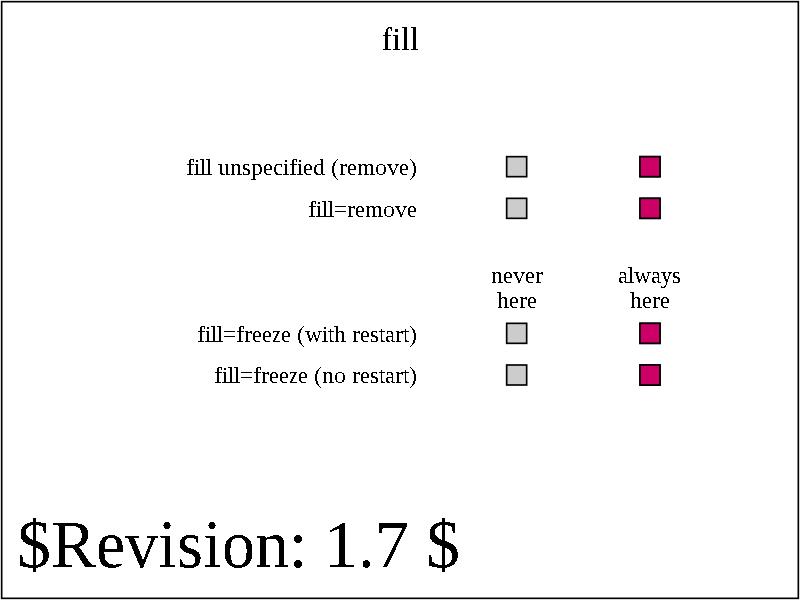 fill
fill unspecified (remove)
fill=remove
never
here
always
here
fill=freeze (with restart)
fill=freeze (no restart)
$Revision: 1.7 $